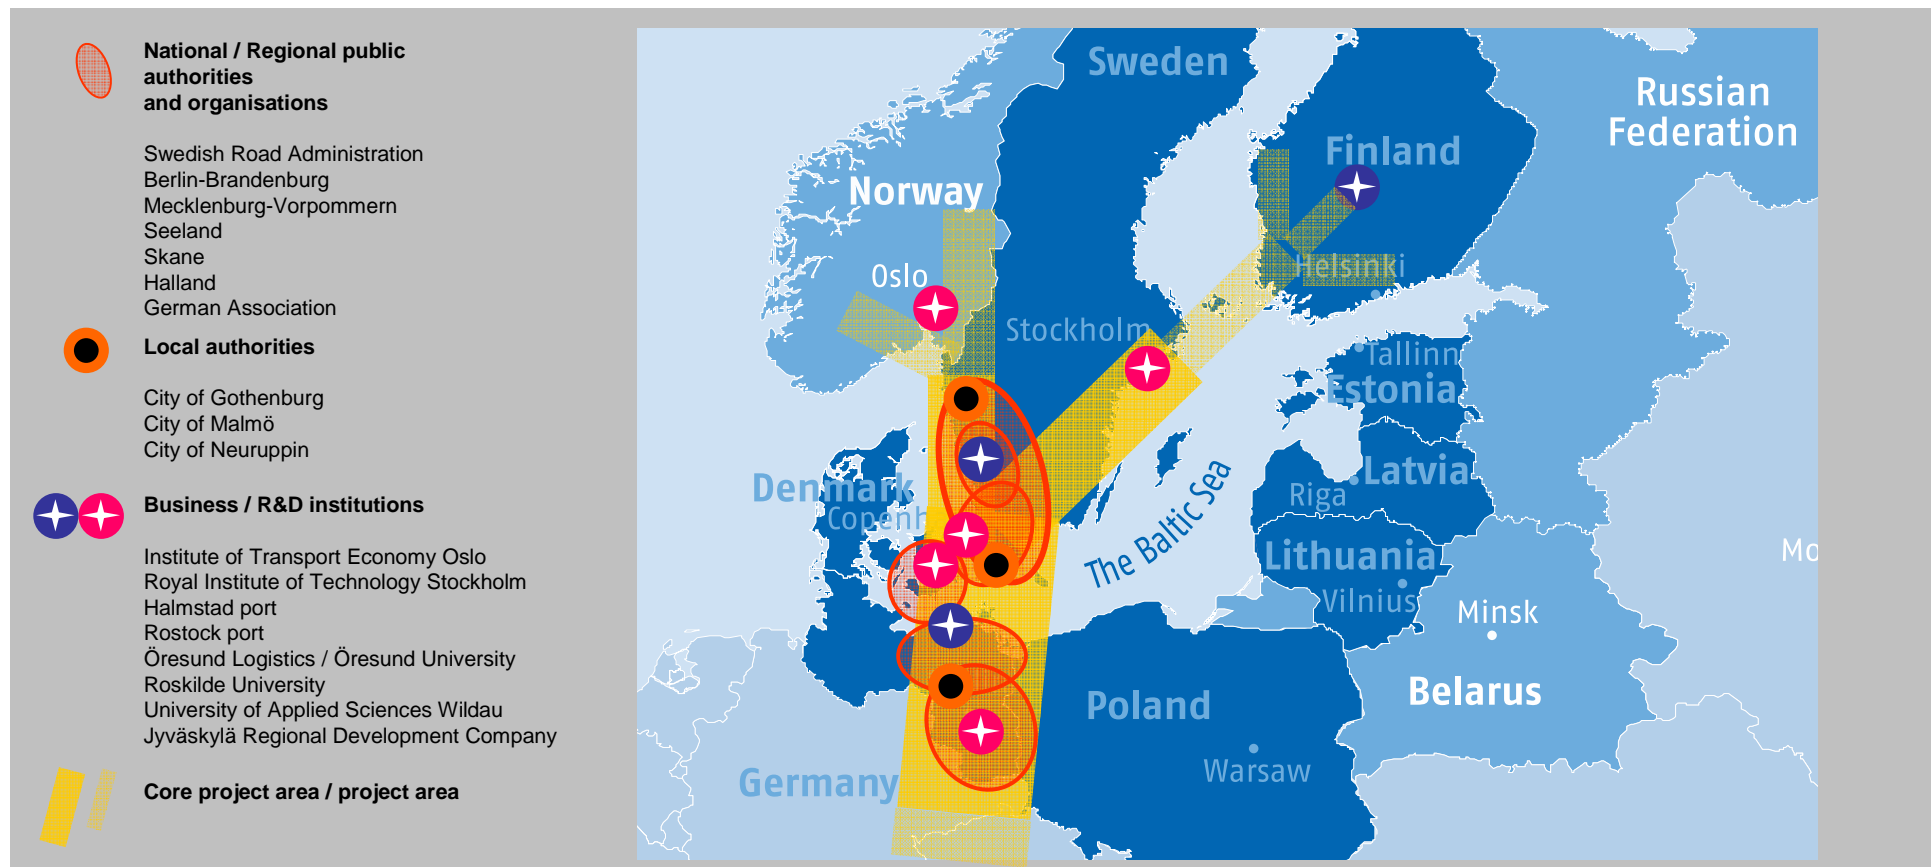 National / Regional public
authorities
and organisations
Swedish Road Administration
Berlin-Brandenburg
Mecklenburg-Vorpommern
Seeland
Skane
Halland
German Association
Local authorities
City of Gothenburg
City of Malmö
City of Neuruppin
Business / R&D institutions
Institute of Transport Economy Oslo
Royal Institute of Technology Stockholm
Halmstad port
Rostock port
Öresund Logistics / Öresund University
Roskilde University
University of Applied Sciences Wildau
Jyväskylä Regional Development Company
Core project area / project area
Sweden
Russian
Federation
Finland
Norway
Oslo
Helsinki
Stockholm
Tallinn
Estonia
Denmark
Copenh
Latvia
Riga
The Baltic Sea
Lithuania
Mo
Vilnius
Minsk
Belarus
Poland
Warsaw
Germany